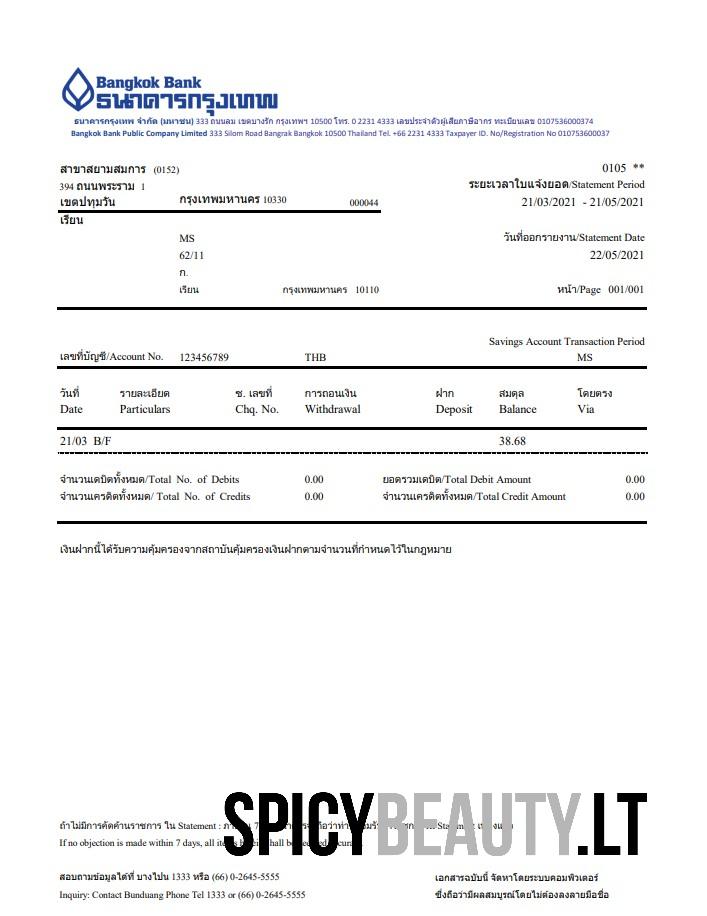 Bangkok Bank
ธนาคารกรุงเทพ
ธนาคารกรุงเทพ จำกัด (มหาชน) 333 ถนนลม เขตบางรัก กรุงเทพฯ 10500 โทร. 0 2231 4333 เลขประจำตัวผู้เสียภาษีอากร ทะเบียนเลข 0107536000374
Bangkok Bank Public Company Limited 333 Silom Road Bangrak Bangkok 10500 Thailand Tel. +66 2231 4333 Taxpayer ID. No/Registration No 010753600037
สาขาสยามสมการ (0152) 0105 **
394 ถนนพระราม 1 ระยะเวลาใบแจ้งยอด/Statement Period
เขตปทุมวัน กรุงเทพมหานคร 10330 000044 21/03/2021 - 21/05/2021
เรียน
MS วันที่ออกรายงาน/Statement Date
62/11 22/05/2021
ก.
เรียน กรุงเทพมหานคร 10110 หน้า/Page 001/001
Savings Account Transaction Period
เลขที่บัญชี/Account No. 123456789 THB MS
วันที่ รายละเอียด ช. เลขที่ การถอนเงิน ฝาก สมดุล โดยตรง
Date Particulars Chq. No. Withdrawal Deposit Balance Via
21/03 B/F 38.68
จำนวนเดบิตทั้งหมด/Total No. of Debits 0.00 ยอดรวมเดบิต/Total Debit Amount 0.00
จำนวนเครดิตทั้งหมด/ Total No. of Credits 0.00 จำนวนเครดิตทั้งหมด/Total Credit Amount 0.00
เงินฝากนี้ได้รับความคุ้มครองจากสถาบันคุ้มครองเงินฝากตามจำนวนที่กำหนดไว้ในกฎหมาย
SPICYBEAUTY.LT
ถ้าไม่มีการคัดค้านราชการ ใน Statement :
If no objection is made within 7 days, all
สอบถามข้อมูลได้ที่ บางไปน 1333 หรือ (66) 0-2645-5555 เอกสารฉบับนี้ จัดหาโดยระบบคอมพิวเตอร์
Inquiry: Contact Bunduang Phone Tel 1333 or (66) 0-2645-5555 ซึ่งถือว่ามีผลสมบูรณ์โดยไม่ต้องลงลายมือชื่อ